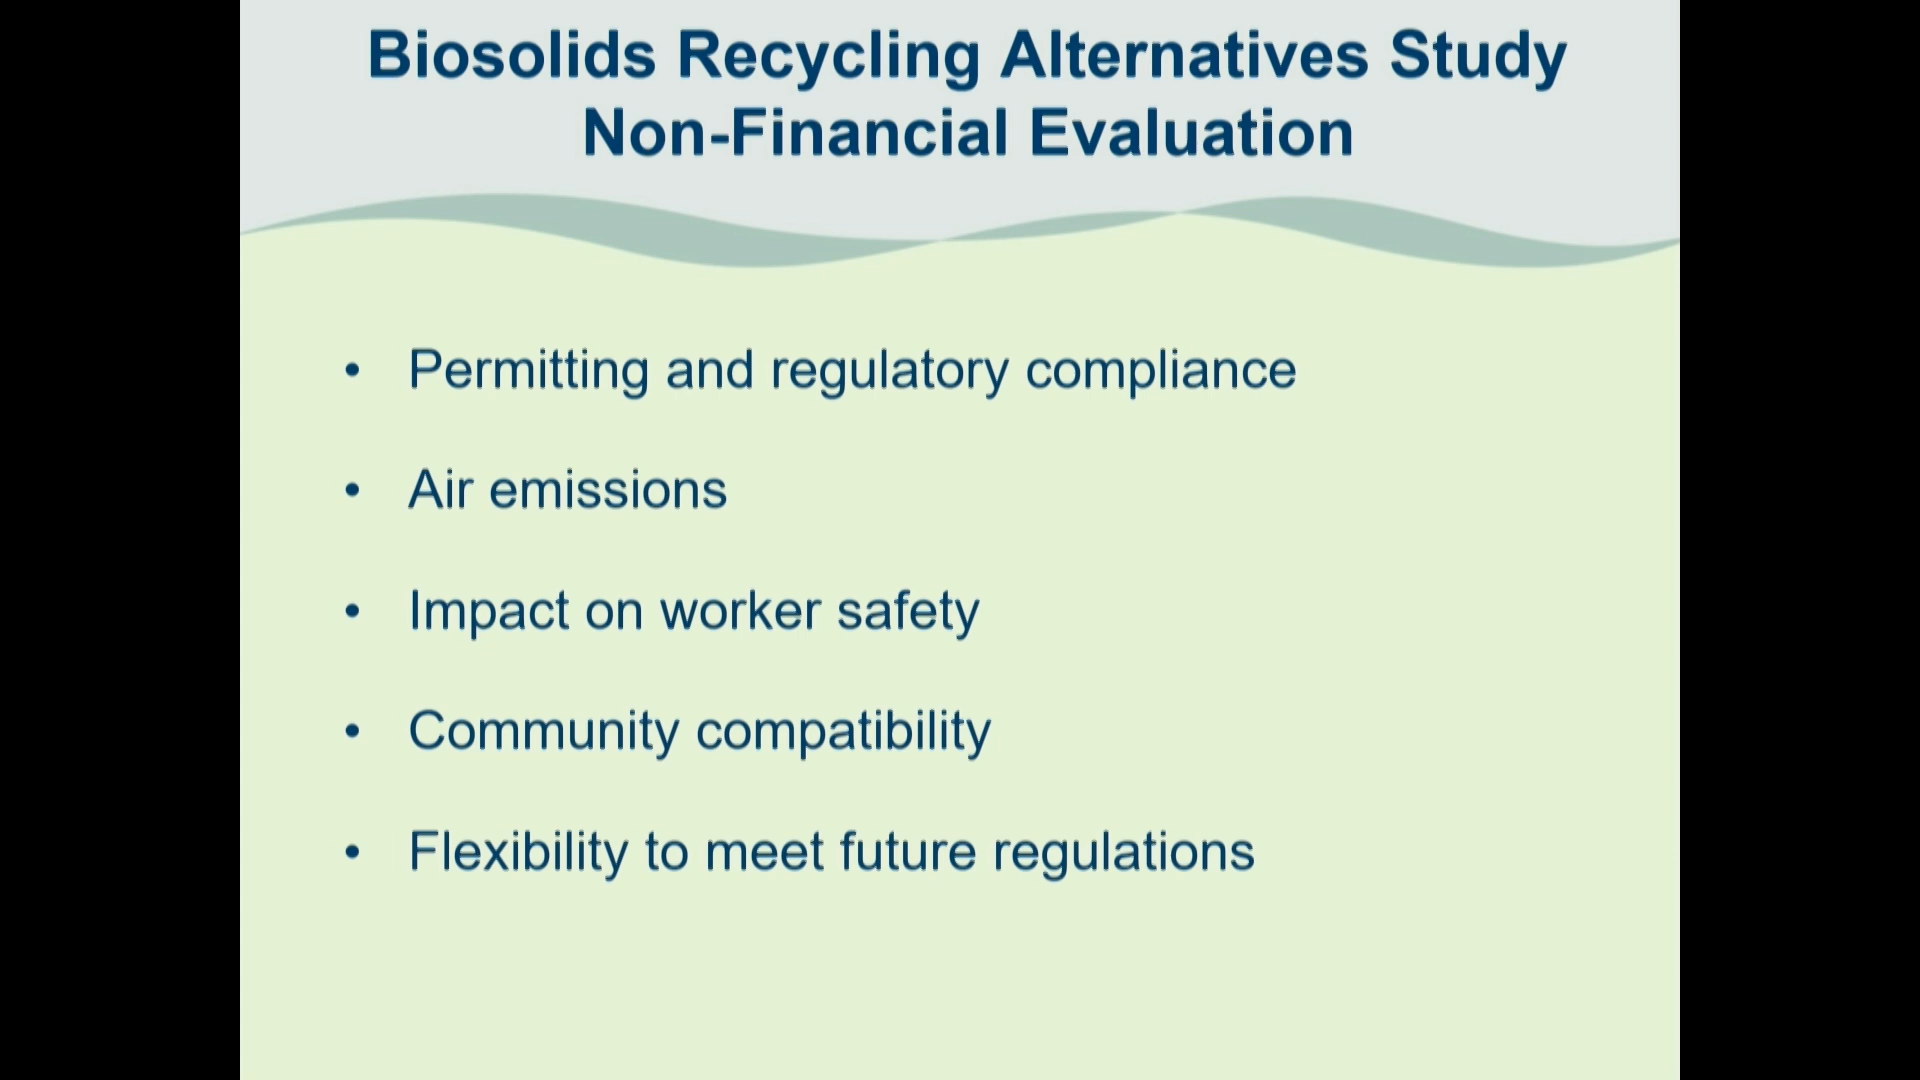 Biosolids Recycling Alternatives Study
Non-Financial Evaluation
• Permitting and regulatory compliance
• Air emissions
• Impact on worker safety
• Community compatibility
• Flexibility to meet future regulations